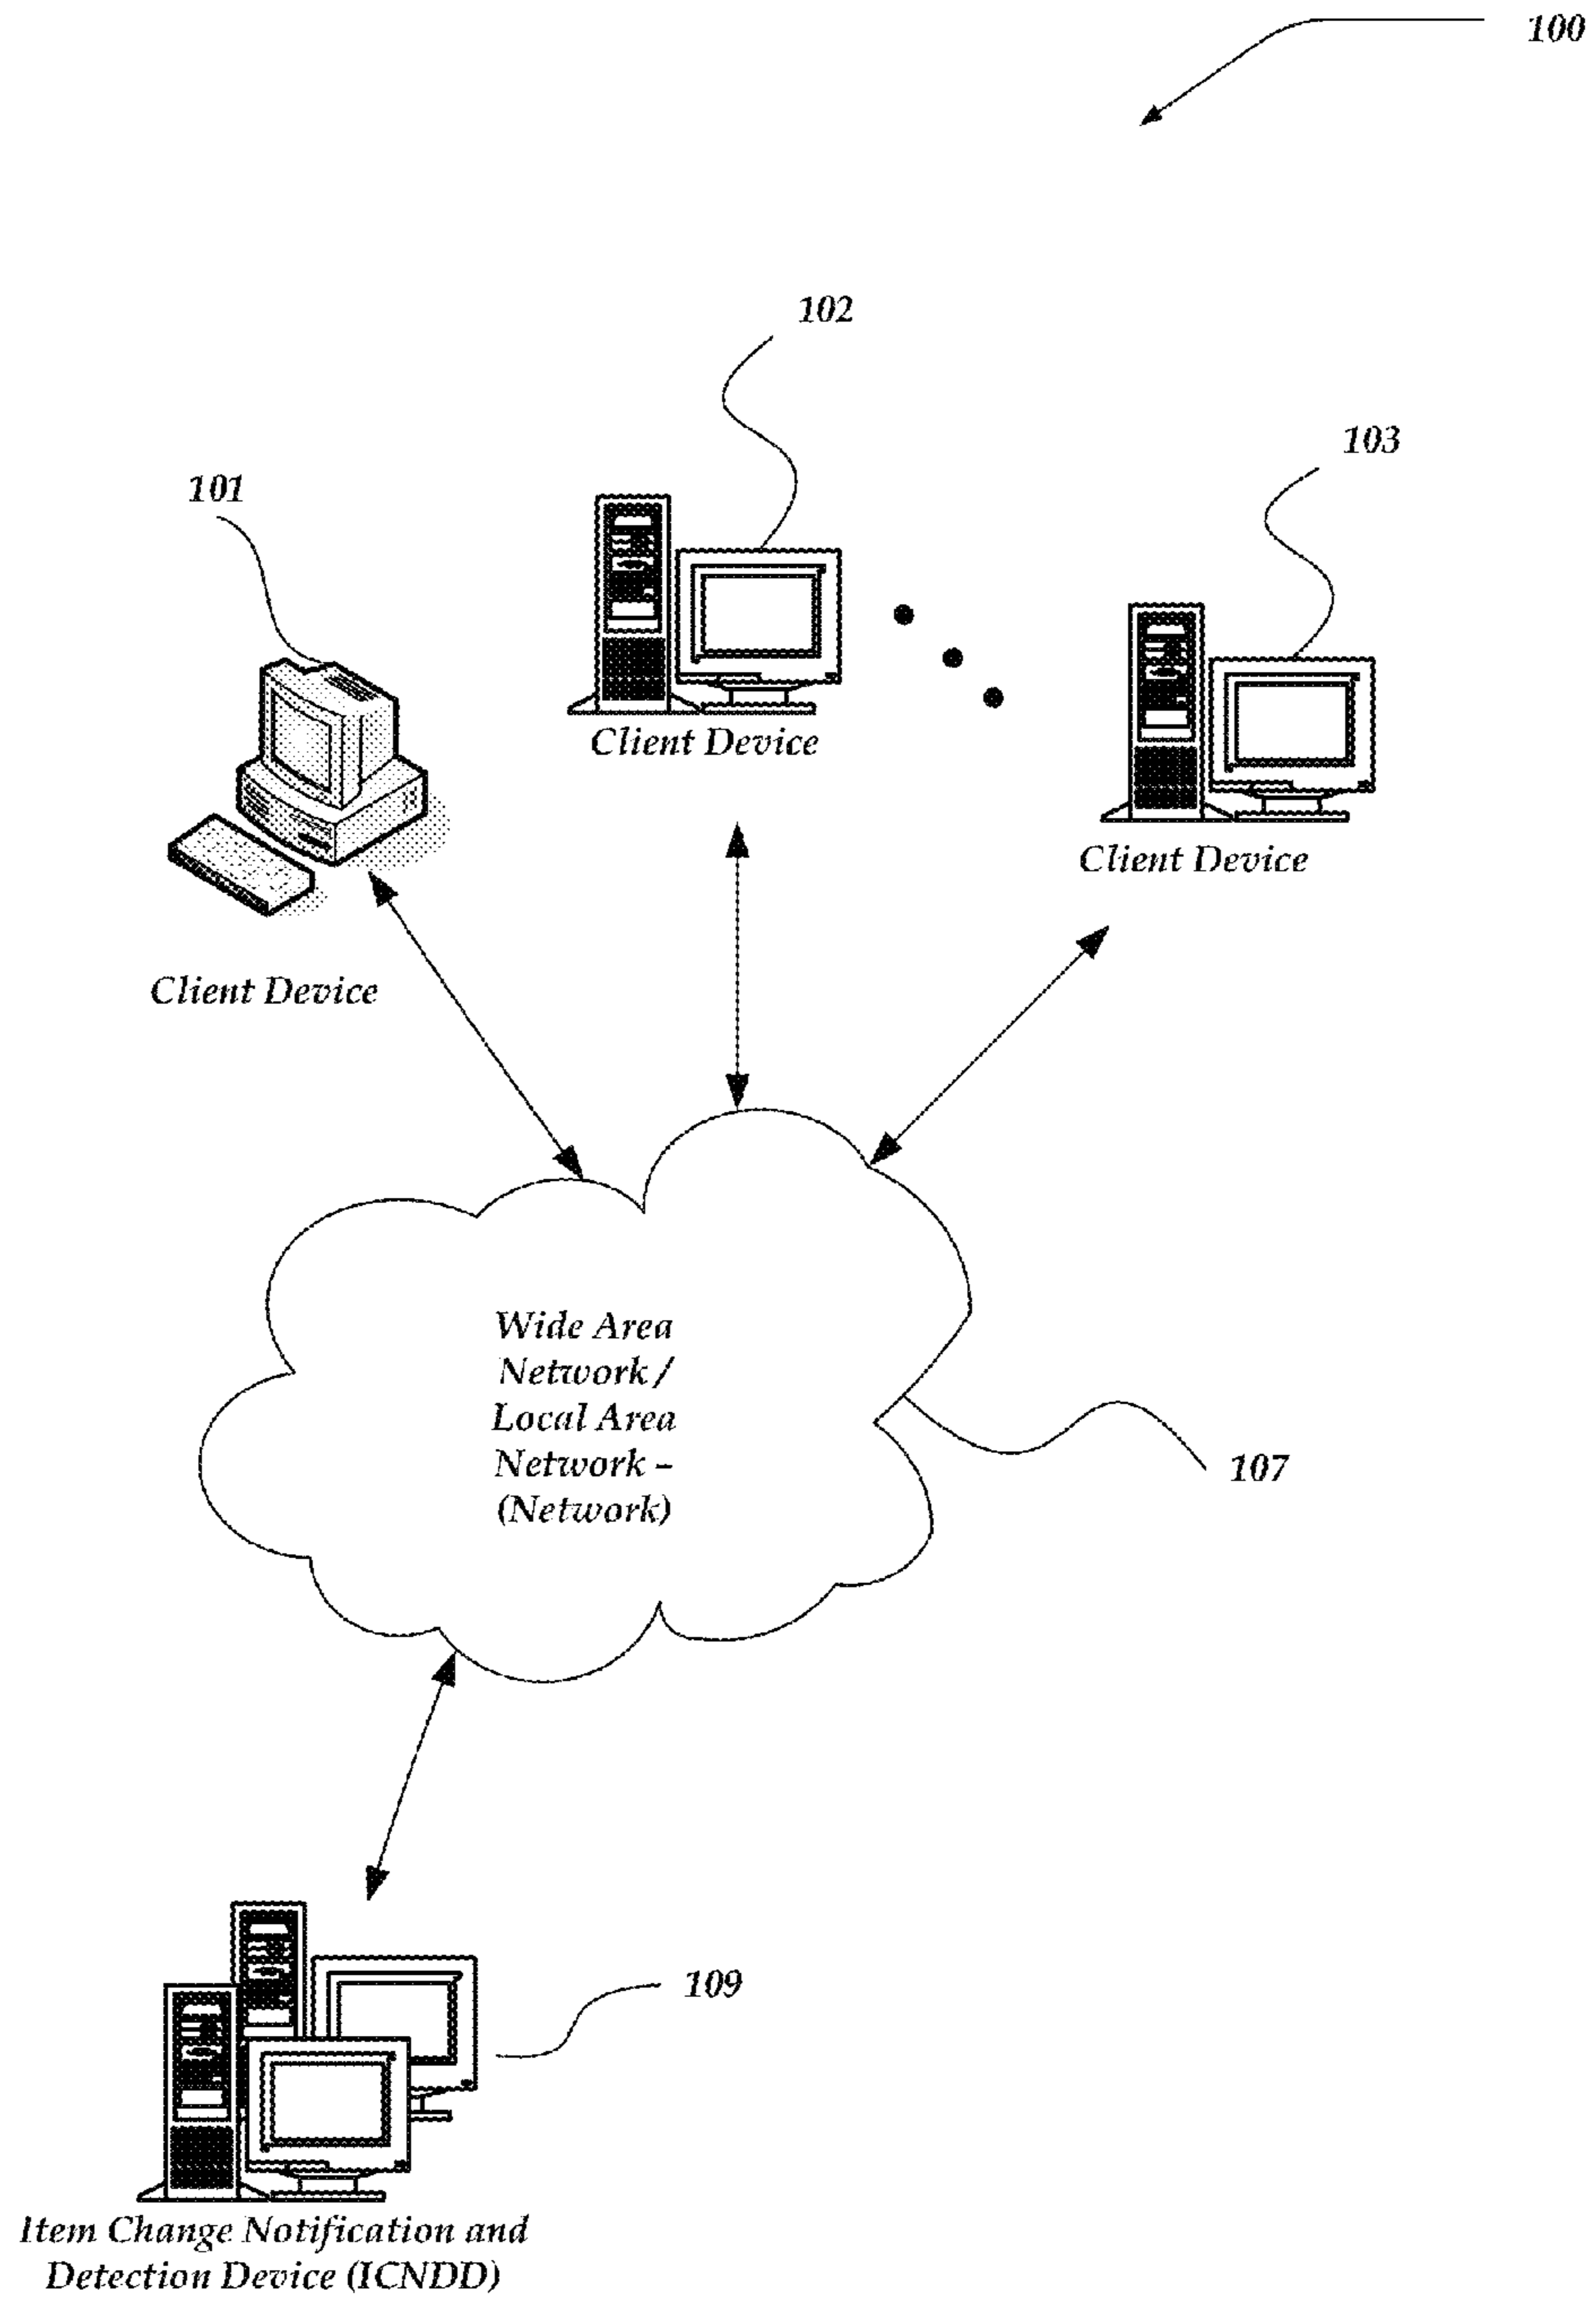 100
102
103
101
Client Device
Client Device
Client Device
Wide Area
Network /
Local Area
Network –
(Network)
107
109
Item Change Notification and
Detection Device (ICNDD)